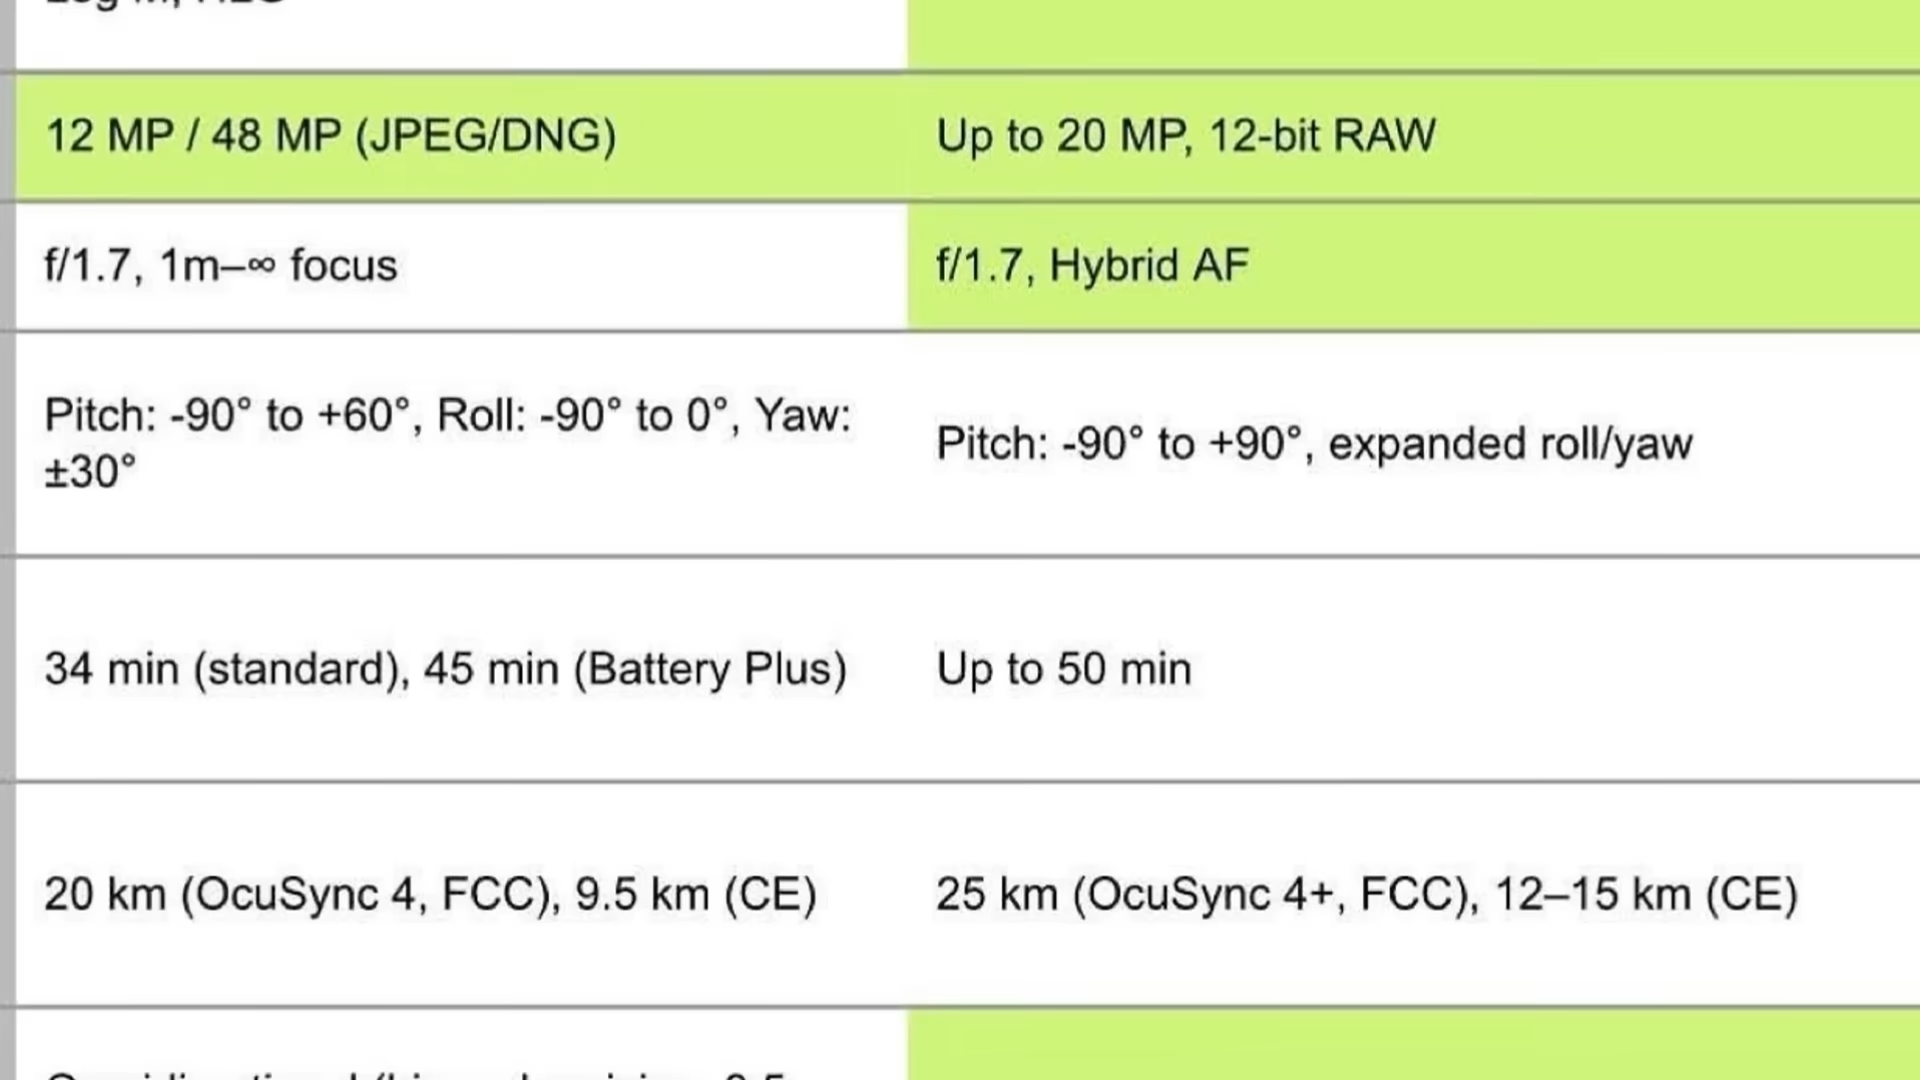 12 MP / 48 MP (JPEG/DNG)
Up to 20 MP, 12-bit RAW
f/1.7, 1m–∞ focus
f/1.7, Hybrid AF
Pitch: -90° to +60°, Roll: -90° to 0°, Yaw:
±30°
Pitch: -90° to +90°, expanded roll/yaw
34 min (standard), 45 min (Battery Plus)
Up to 50 min
20 km (OcuSync 4, FCC), 9.5 km (CE)
25 km (OcuSync 4+, FCC), 12–15 km (CE)